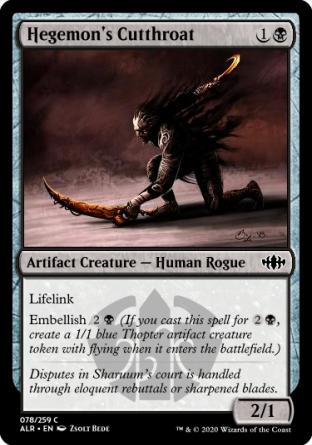 Hegemon's Cutthroat 1
Artifact Creature — Human Rogue
Lifelink
Embellish 2 (If you cast this spell for 2 ,
create a 1/1 blue Thopter artifact creature
token with flying when it enters the battlefield.)
Disputes in Sharuum's court is handled
through eloquent rebuttals or sharpened blades.
2/1
078/259 C
ALR • EN Zsolt Bede
™ & © 2020 Wizards of the Coast